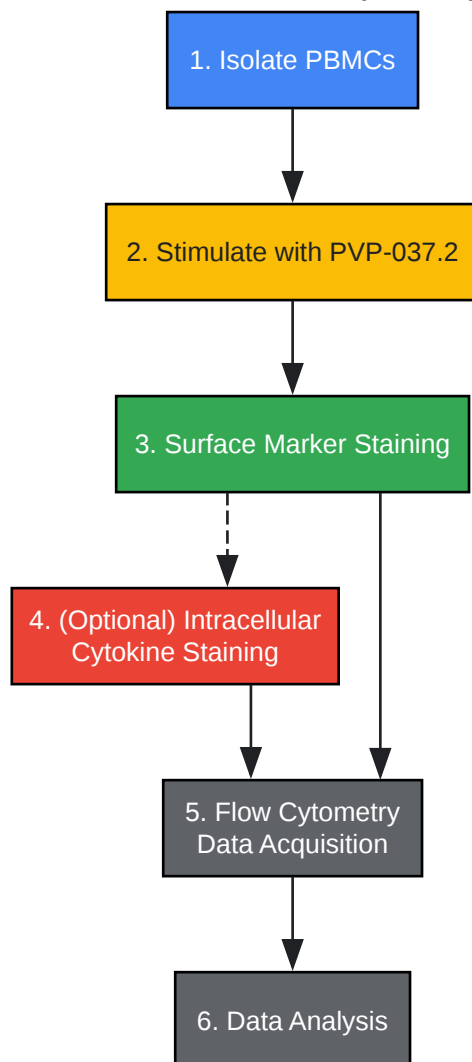 1. Isolate PBMCs
2. Stimulate with PVP-037.2
3. Surface Marker Staining
4. (Optional) Intracellular
Cytokine Staining
5. Flow Cytometry
Data Acquisition
6. Data Analysis